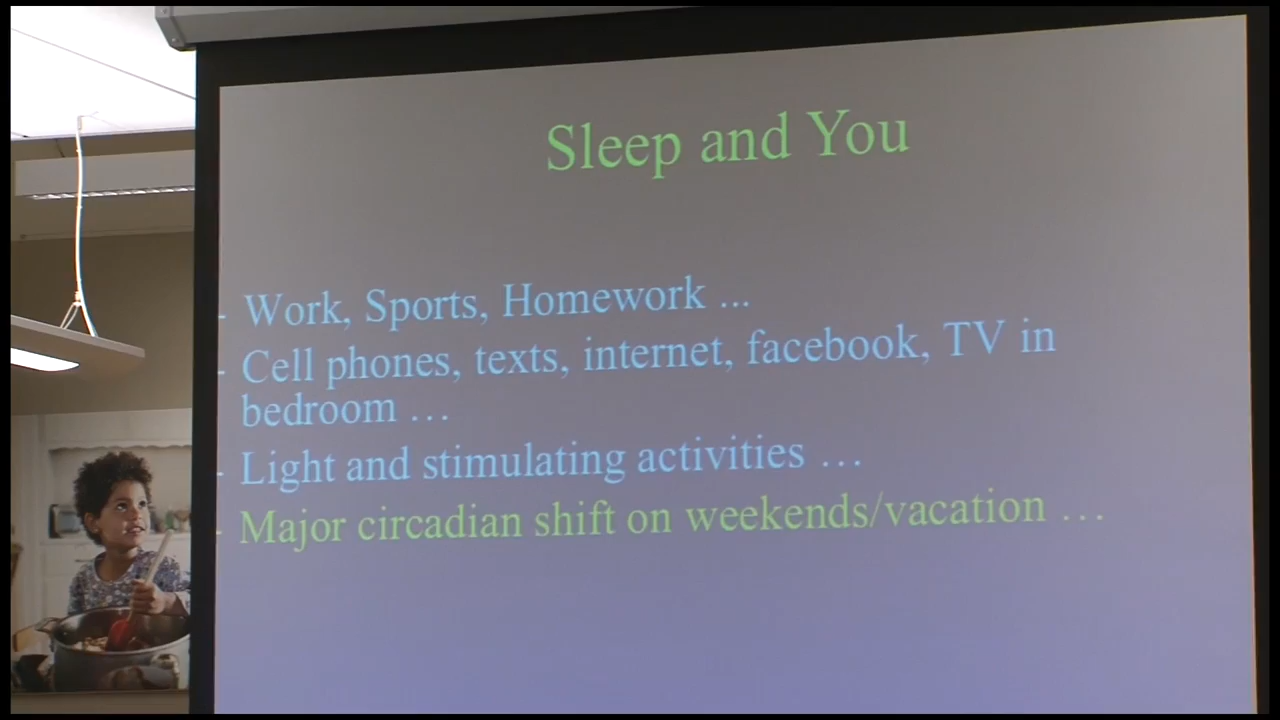 Sleep and You
- Work, Sports, Homework ...
- Cell phones, texts, internet, facebook, TV in
bedroom …
- Light and stimulating activities …
- Major circadian shift on weekends/vacation …